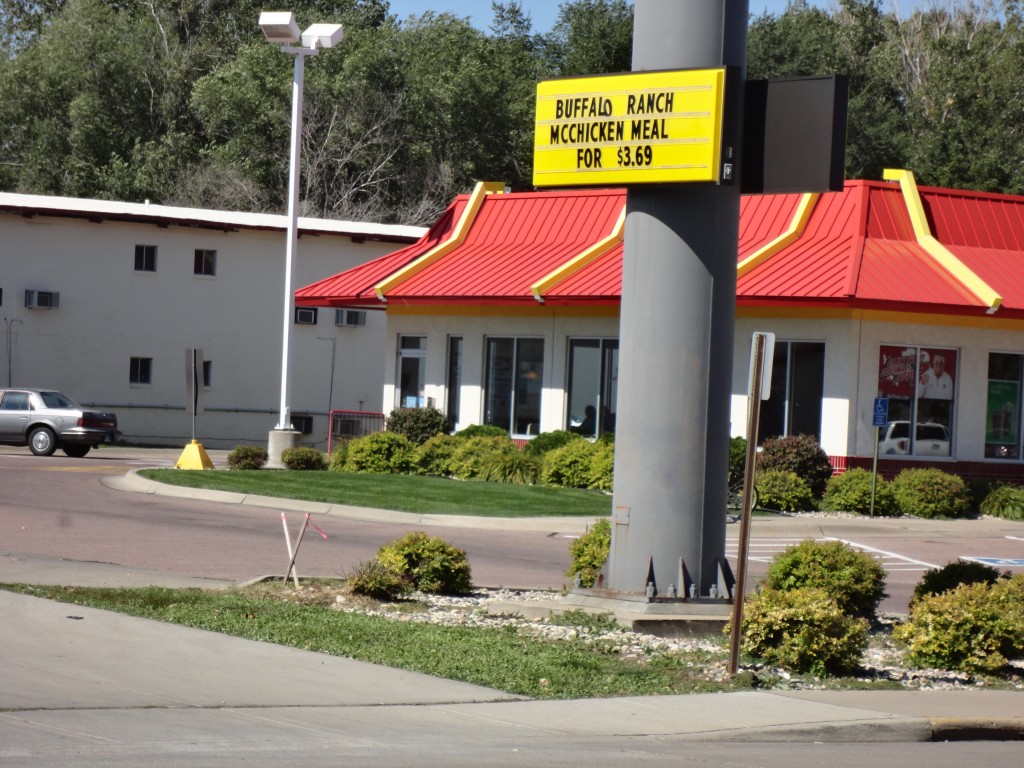 BUFFALO RANCH
MCCHICKEN MEAL
FOR $3.69